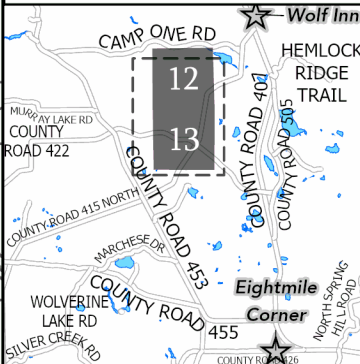 Wolf Inn
CAMP ONE RD
HEMLOCK
RIDGE
TRAIL
12
13
MURRAY LAKE RD
COUNTY
ROAD 422
COUNTY ROAD 407
COUNTY ROAD 505
COUNTY ROAD 415 NORTH
COUNTY ROAD 453
MARCHESE DR
COUNTY ROAD 455
WOLVERINE
LAKE RD
SILVER CREEK RD
Eightmile
Corner
NORTH SPRING
HILL ROAD
COUNTY ROAD 426